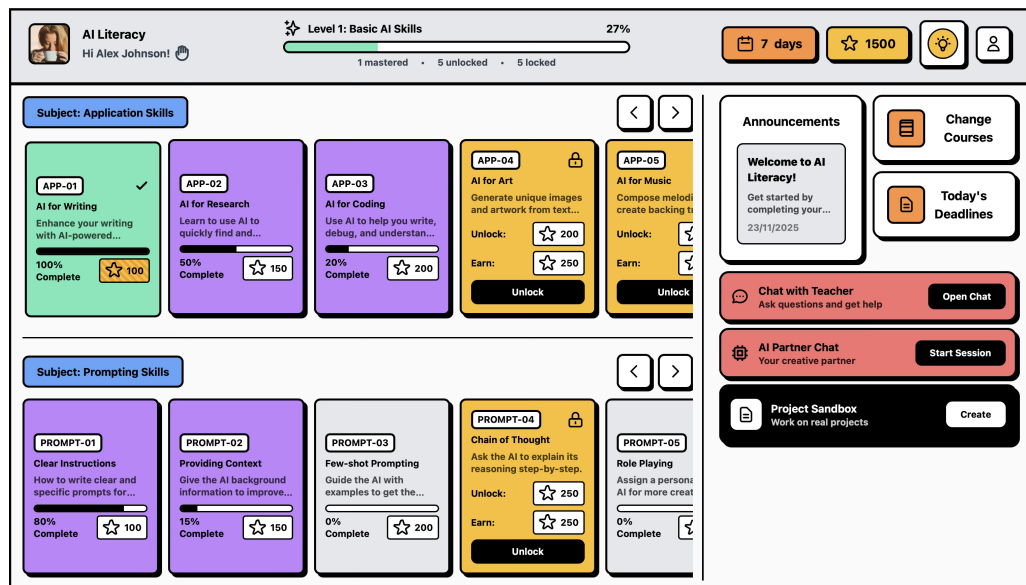 AI Literacy
Hi Alex Johnson!
Level 1: Basic AI Skills
27%
1 mastered • 5 unlocked • 5 locked
7 days
1500
Subject: Application Skills
APP-01
AI for Writing
Enhance your writing
with AI-powered...
100%
Complete
100
APP-02
AI for Research
Learn to use AI to
quickly find and...
50%
Complete
150
APP-03
AI for Coding
Use AI to help you write,
debug, and understan...
20%
Complete
200
APP-04
AI for Art
Generate unique images
and artwork from text...
Unlock:
200
Earn:
250
Unlock
APP-05
AI for Music
Compose melodi
create backing
Unlock:
Earn:
Unlock
Subject: Prompting Skills
PROMPT-01
Clear Instructions
How to write clear and
specific prompts for...
80%
Complete
100
PROMPT-02
Providing Context
Give the AI background
information to improve...
15%
Complete
150
PROMPT-03
Few-shot Prompting
Guide the AI with
examples to get the...
0%
Complete
200
PROMPT-04
Chain of Thought
Ask the AI to explain its
reasoning step-by-step.
Unlock:
250
Earn:
250
Unlock
PROMPT-05
Role Playing
Assign a persona
AI for more creat
0%
Complete
Announcements
Welcome to AI
Literacy!
Get started by
completing your...
23/11/2025
Change
Courses
Today's
Deadlines
Chat with Teacher
Ask questions and get help
Open Chat
AI Partner Chat
Your creative partner
Start Session
Project Sandbox
Work on real projects
Create